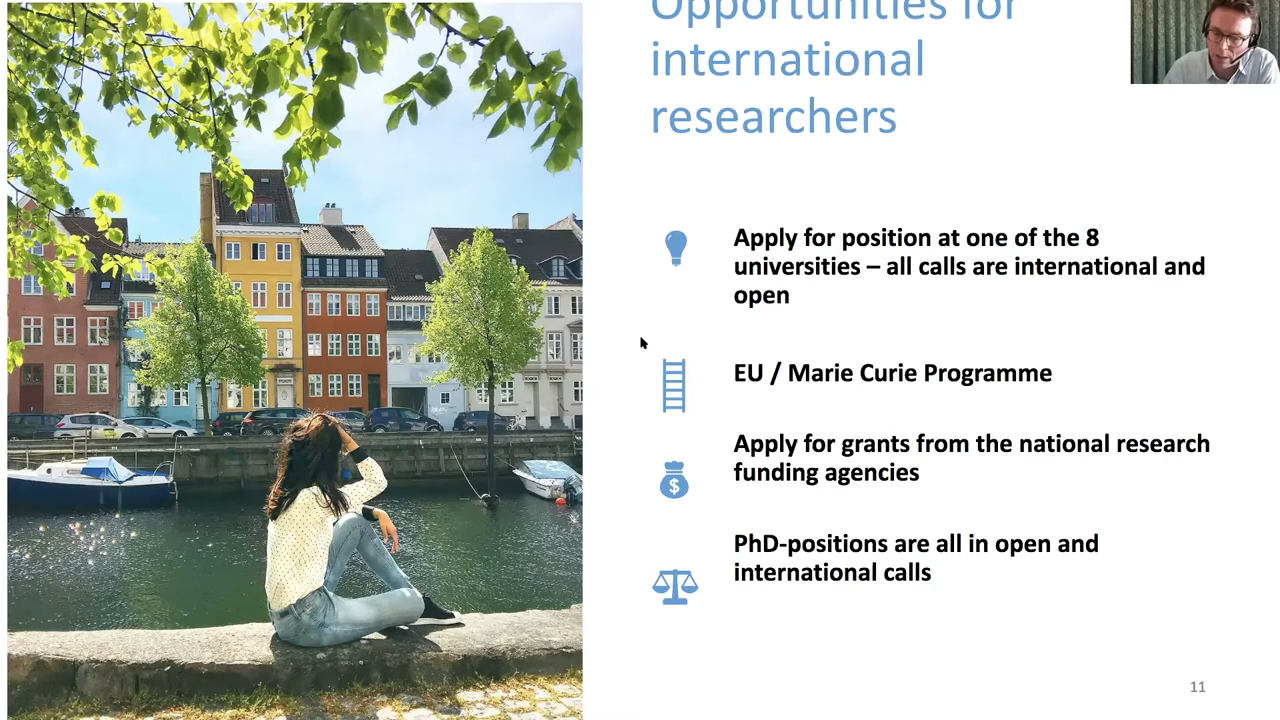 Opportunities for
international
researchers
Apply for position at one of the 8
universities – all calls are international and
open
EU / Marie Curie Programme
Apply for grants from the national research
funding agencies
PhD-positions are all in open and
international calls
11